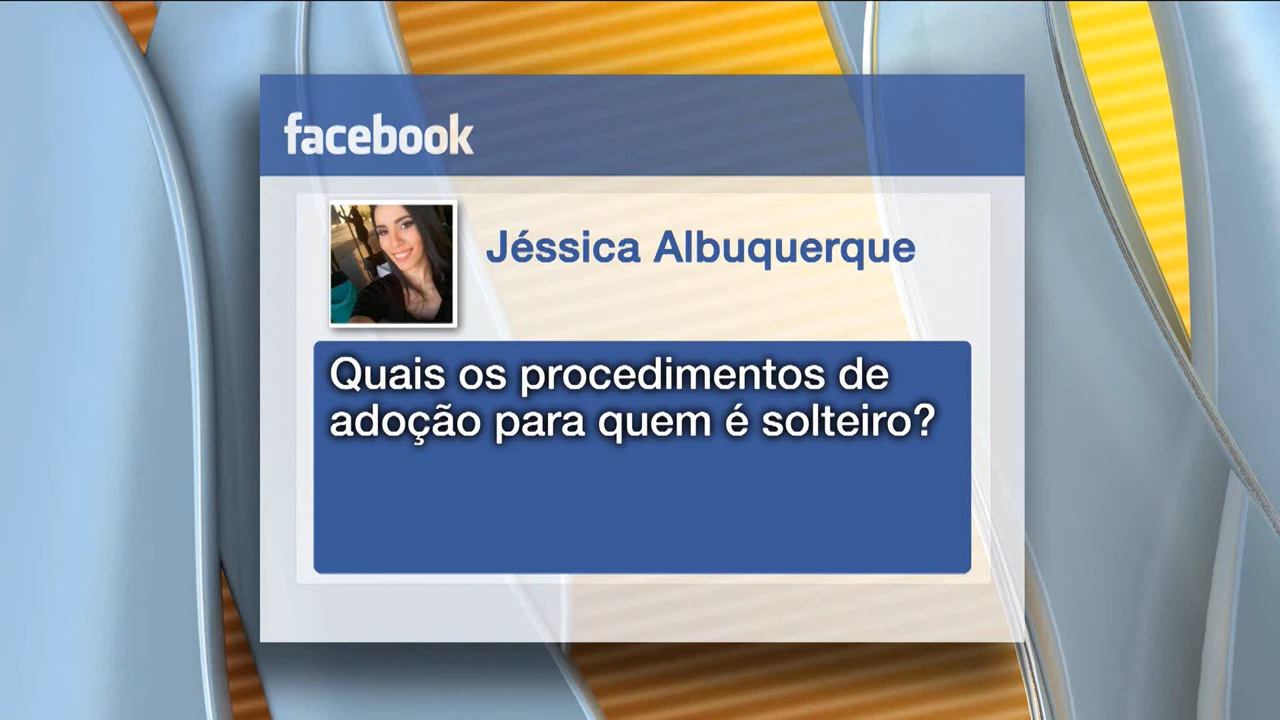 facebook
Jéssica Albuquerque
Quais os procedimentos de
adoção para quem é solteiro?